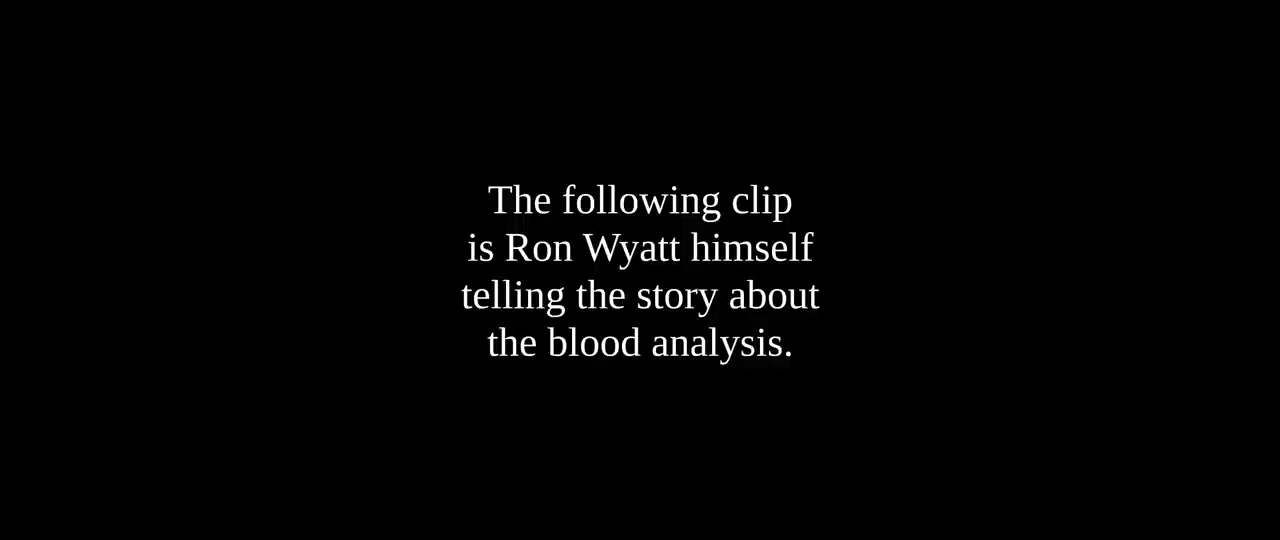 The following clip
is Ron Wyatt himself
telling the story about
the blood analysis.